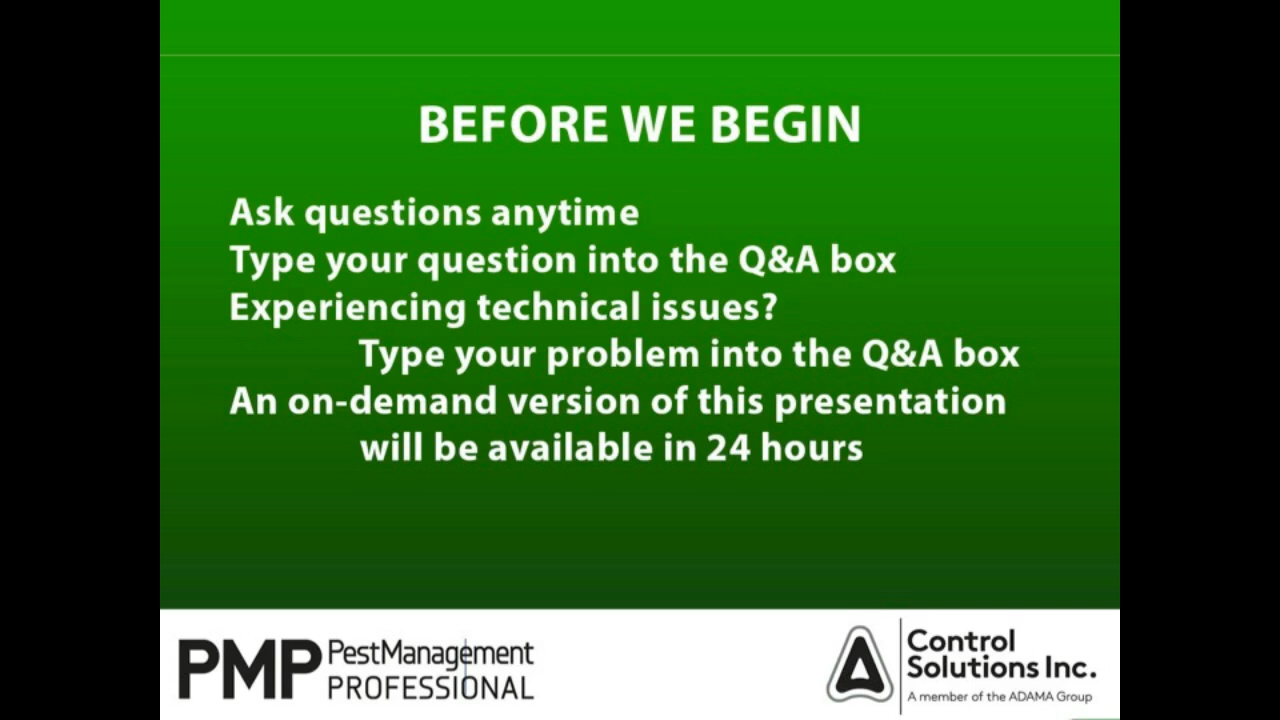 BEFORE WE BEGIN
Ask questions anytime
Type your question into the Q&A box
Experiencing technical issues?
Type your problem into the Q&A box
An on-demand version of this presentation
will be available in 24 hours
PMP PestManagement
PROFESSIONAL
Control
Solutions Inc.
A member of the ADAMA Group